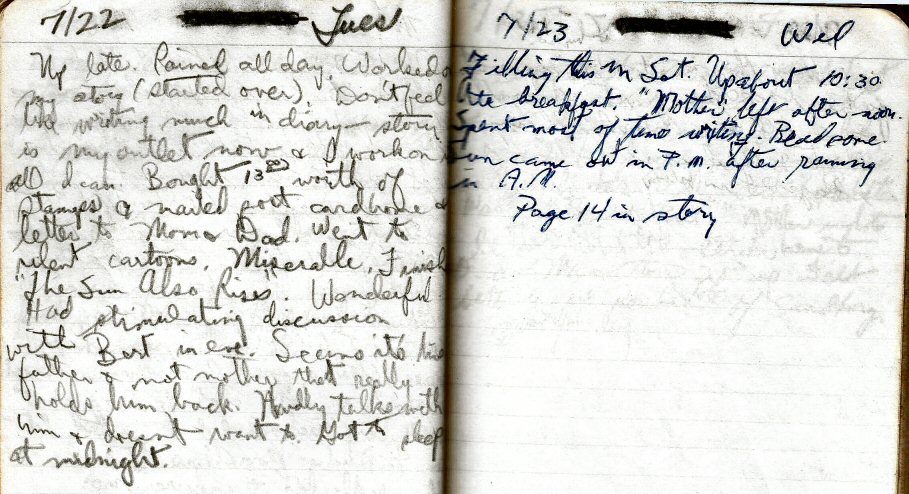 7/22 Tues
Up late. Rained all day. Worked on
my story (started over). Don't feel
like writing much in diary - story
is my outlet now & I work on it
all I can. Bought 13.00 worth of
stamps & mailed post card home &
letter to Mom & Dad. Went to
silent cartoons. Miserable. Finished
"The Sun Also Rises". Wonderful.
Had stimulating discussion
with Bert in eve. Seems it's his
father & not mother that really
holds him back. Hardly talks with
him & doesn't want to. Got to sleep
at midnight.
7/23 Wed
Filling this in Sat. Up about 10:30
Ate breakfast. "Mother" left after noon.
Spent most of time writing. Read some.
Sun came out in P.M. after raining
in A.M.
Page 14 in story